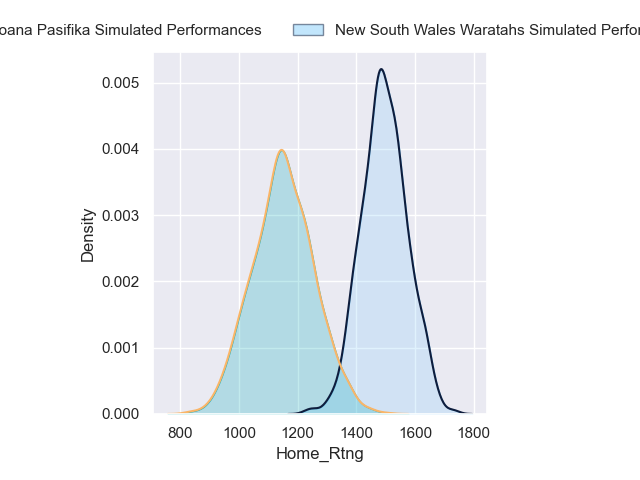 oana Pasifika Simulated Performances New South Wales Waratahs Simulated Perfor
0.005
0.004
0.003
0.002
0.001
0.000
Density
800 1000 1200 1400 1600 1800
Home_Rtng